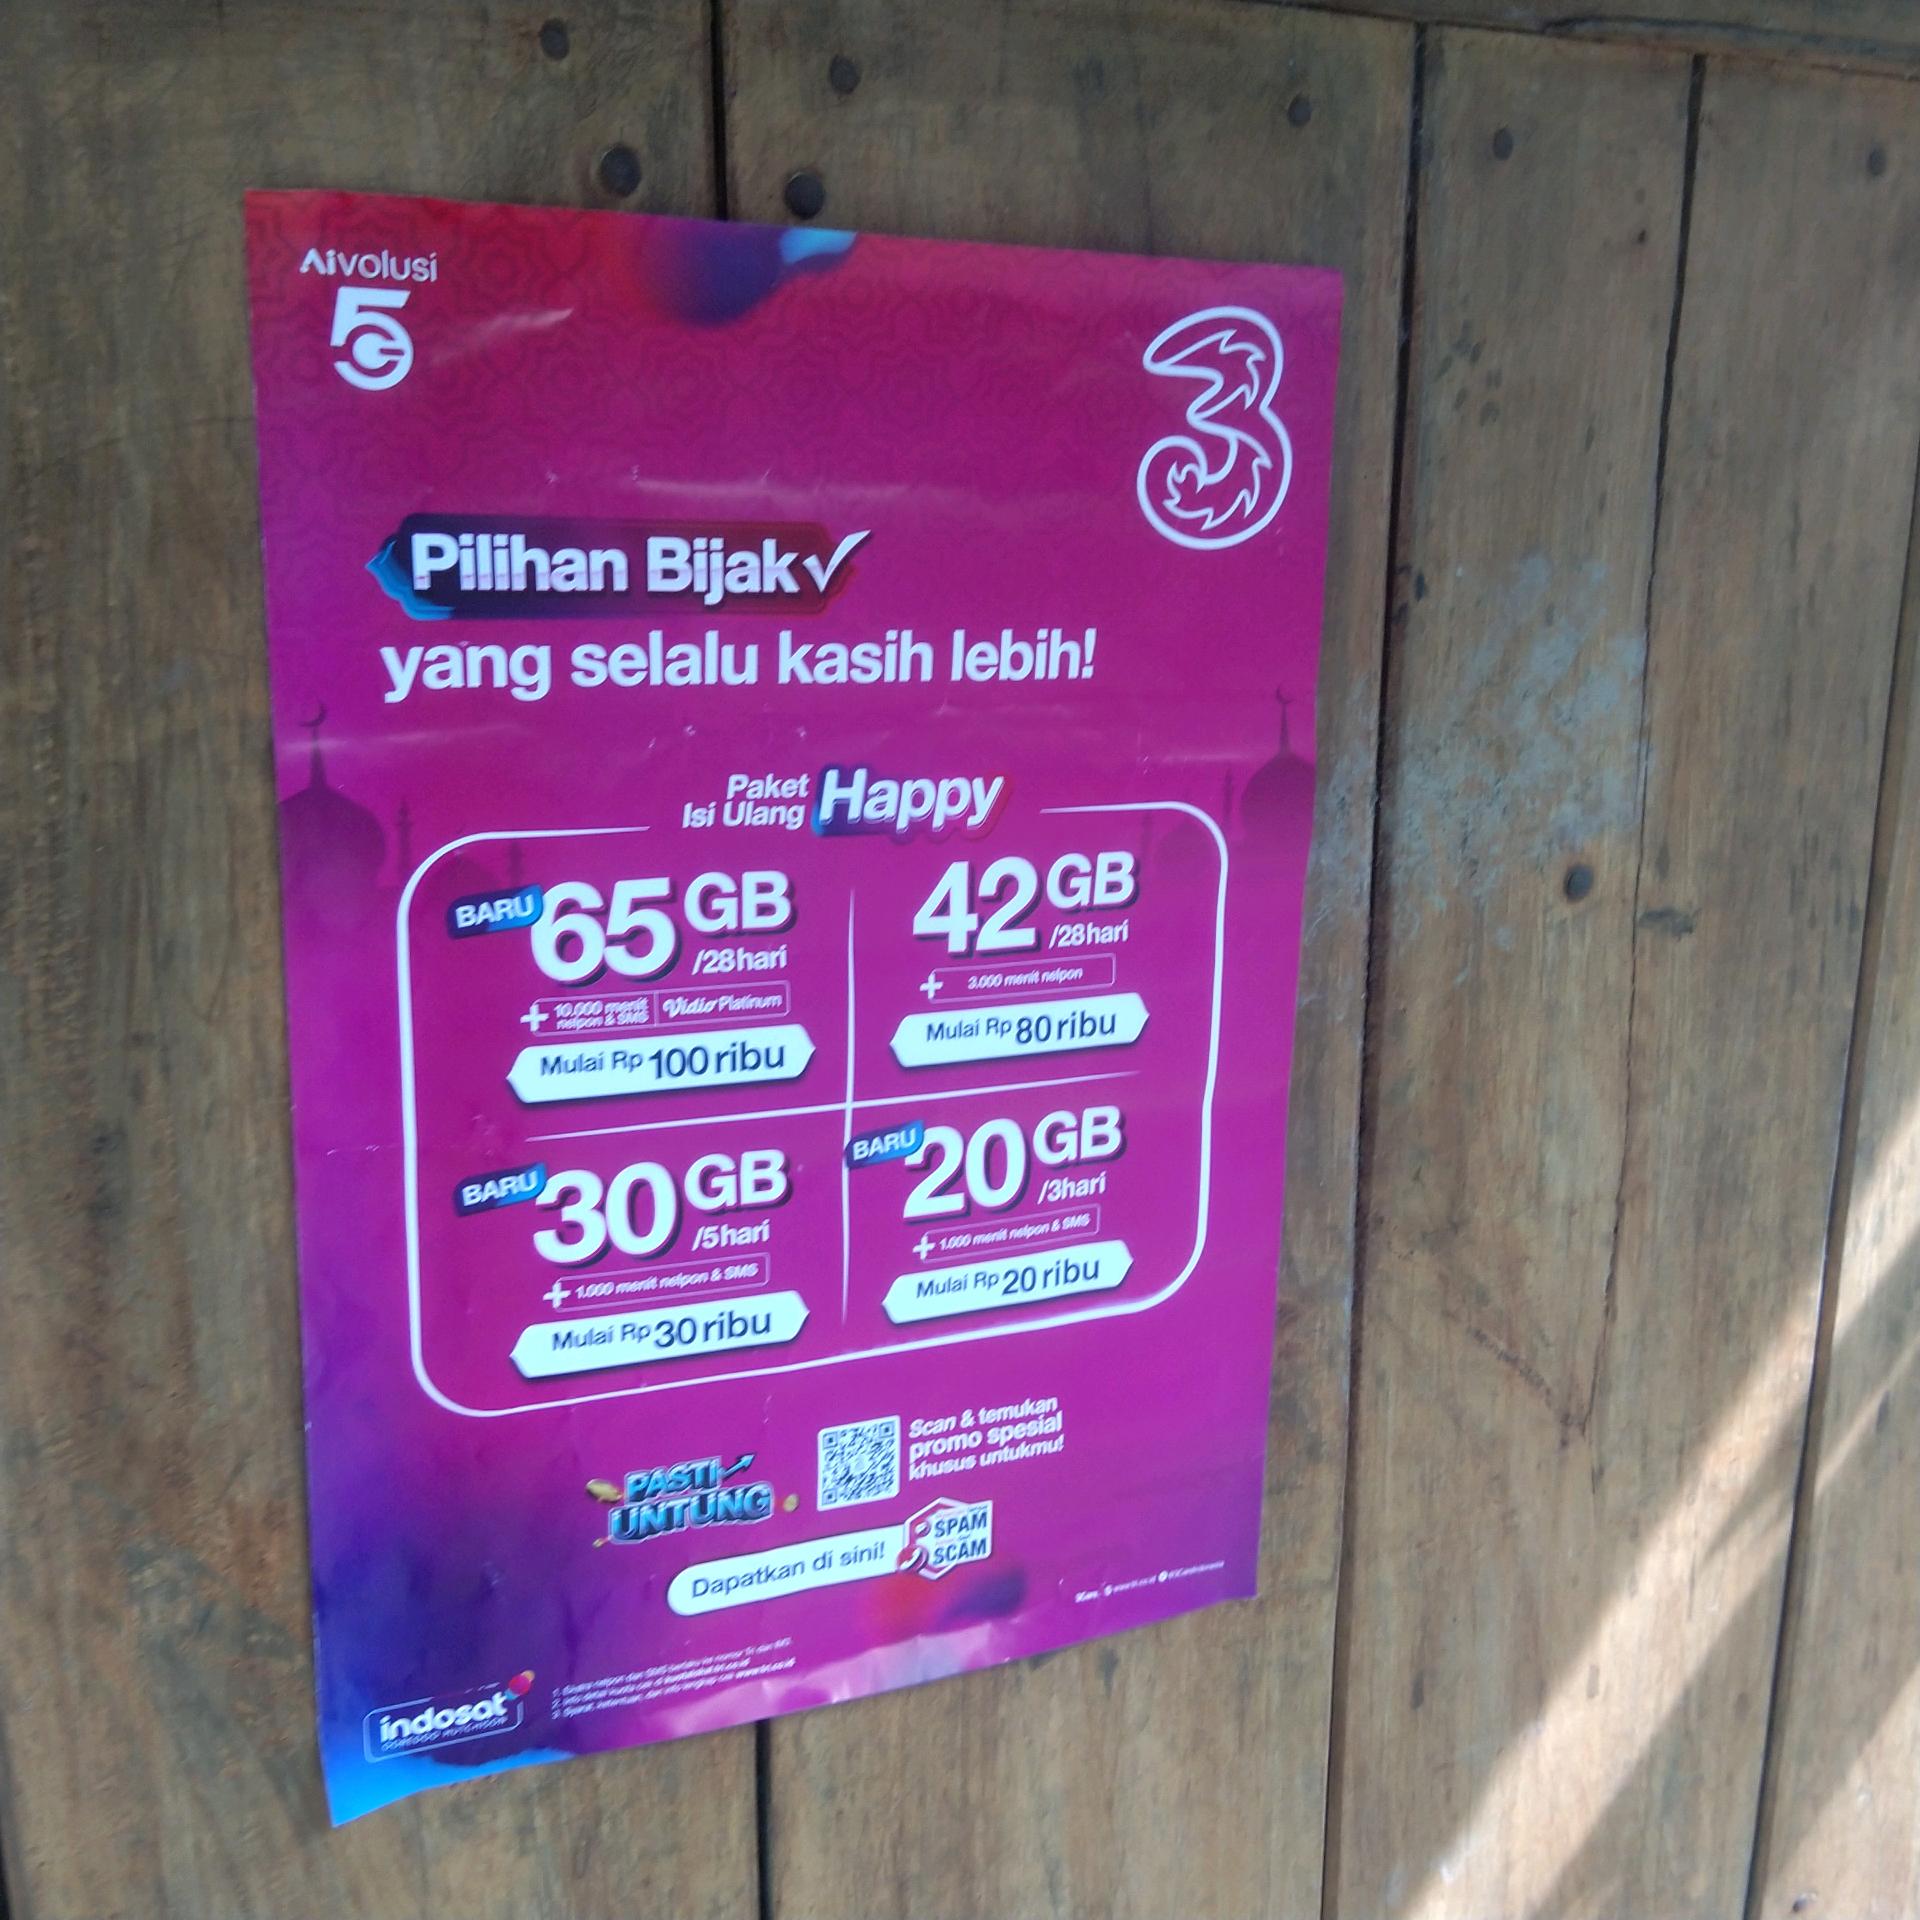 Aivolusi
5G
3
Pilihan Bijak✓
yang selalu kasih lebih!
Paket
Isi Ulang Happy
BARU 65 GB
/28hari
+ 10.000 menit
nelpon & SMS
Vidio Platinum
Mulai Rp 100 ribu
42 GB
/28hari
+ 3.000 menit nelpon
Mulai Rp 80 ribu
BARU 30 GB
/5hari
+ 1.000 menit nelpon & SMS
Mulai Rp 30 ribu
BARU 20 GB
/3hari
+ 1.000 menit nelpon & SMS
Mulai Rp 20 ribu
PASTI
UNTUNG
Scan & temukan
promo spesial
khusus untukmu!
Dapatkan di sini!
SPAM
SCAM
indosat
OOREDOO HUTCHISON